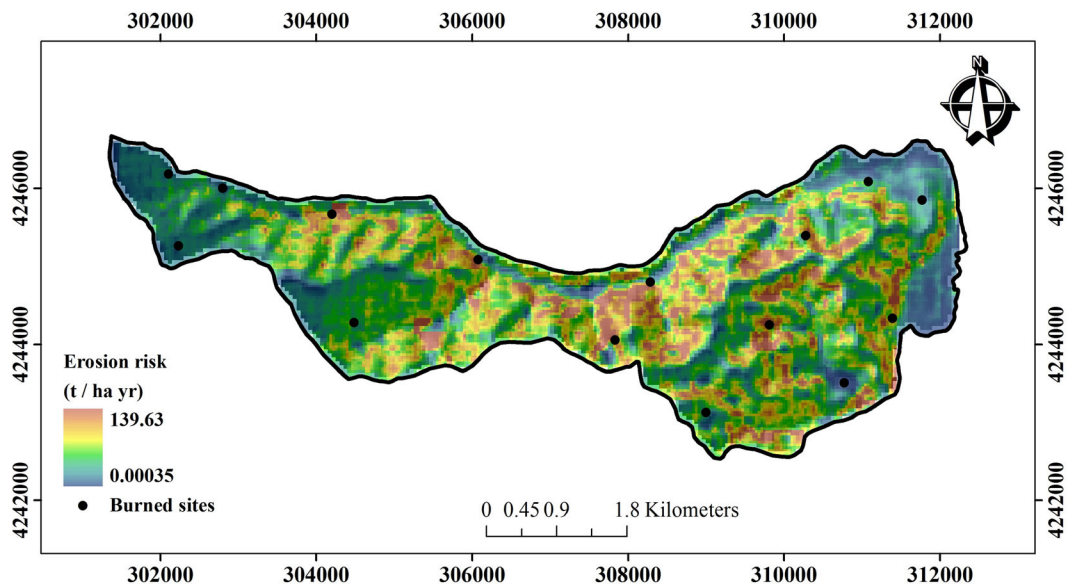 302000 304000 306000 308000 310000 312000
N
4246000 4246000
4244000 4244000
Erosion risk
(t / ha yr)
139.63
0.00035
Burned sites
4242000 4242000
0 0.45 0.9 1.8 Kilometers
302000 304000 306000 308000 310000 312000